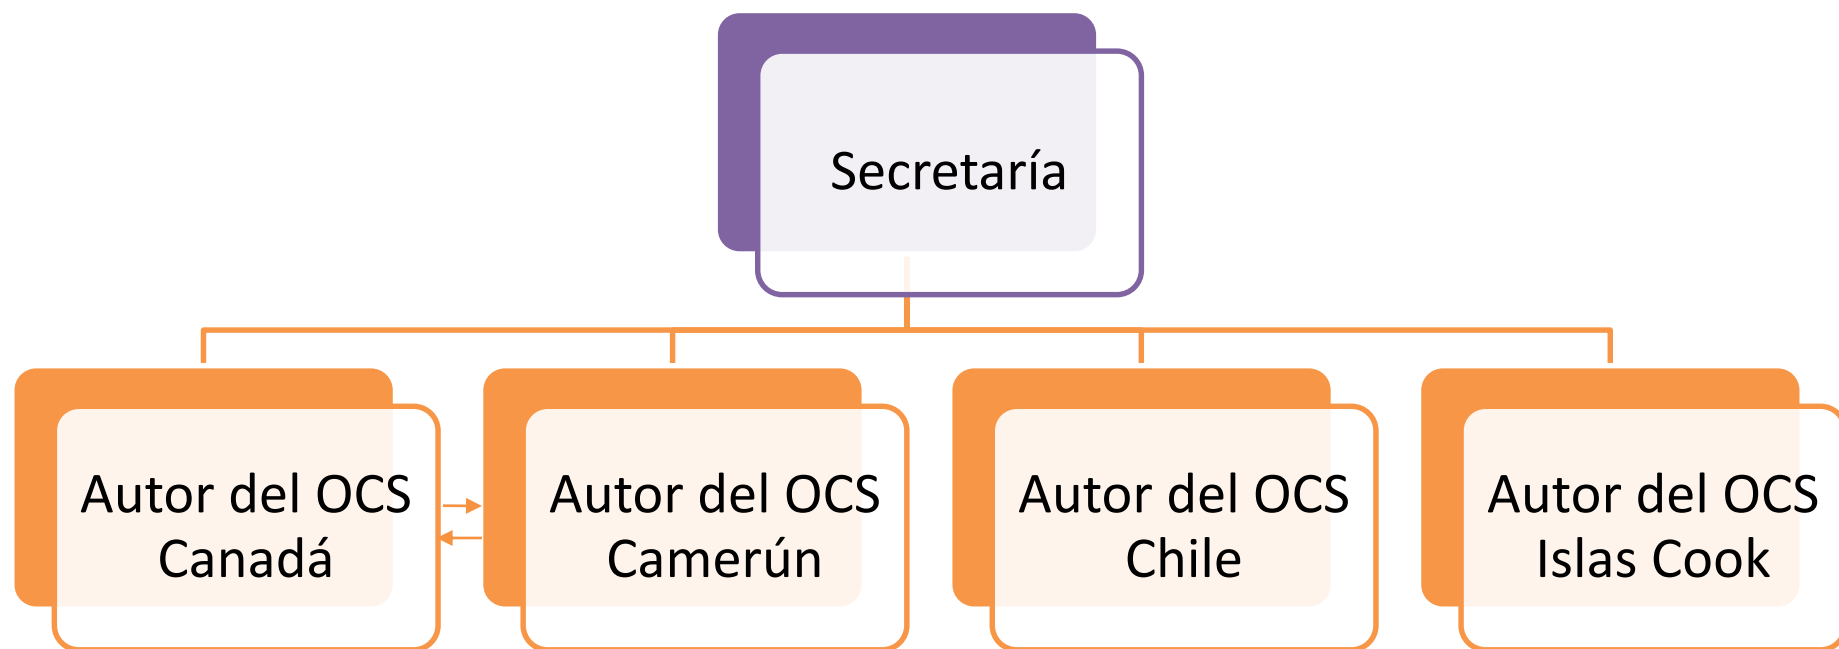 Secretaría
Autor del OCS
Canadá
Autor del OCS
Camerún
Autor del OCS
Chile
Autor del OCS
Islas Cook